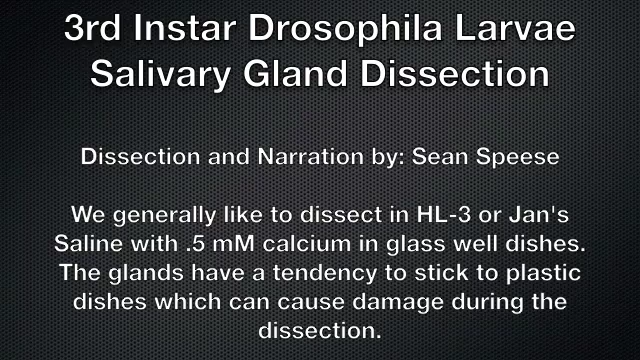 3rd Instar Drosophila Larvae
Salivary Gland Dissection
Dissection and Narration by: Sean Speese
We generally like to dissect in HL-3 or Jan's
Saline with .5 mM calcium in glass well dishes.
The glands have a tendency to stick to plastic
dishes which can cause damage during the
dissection.